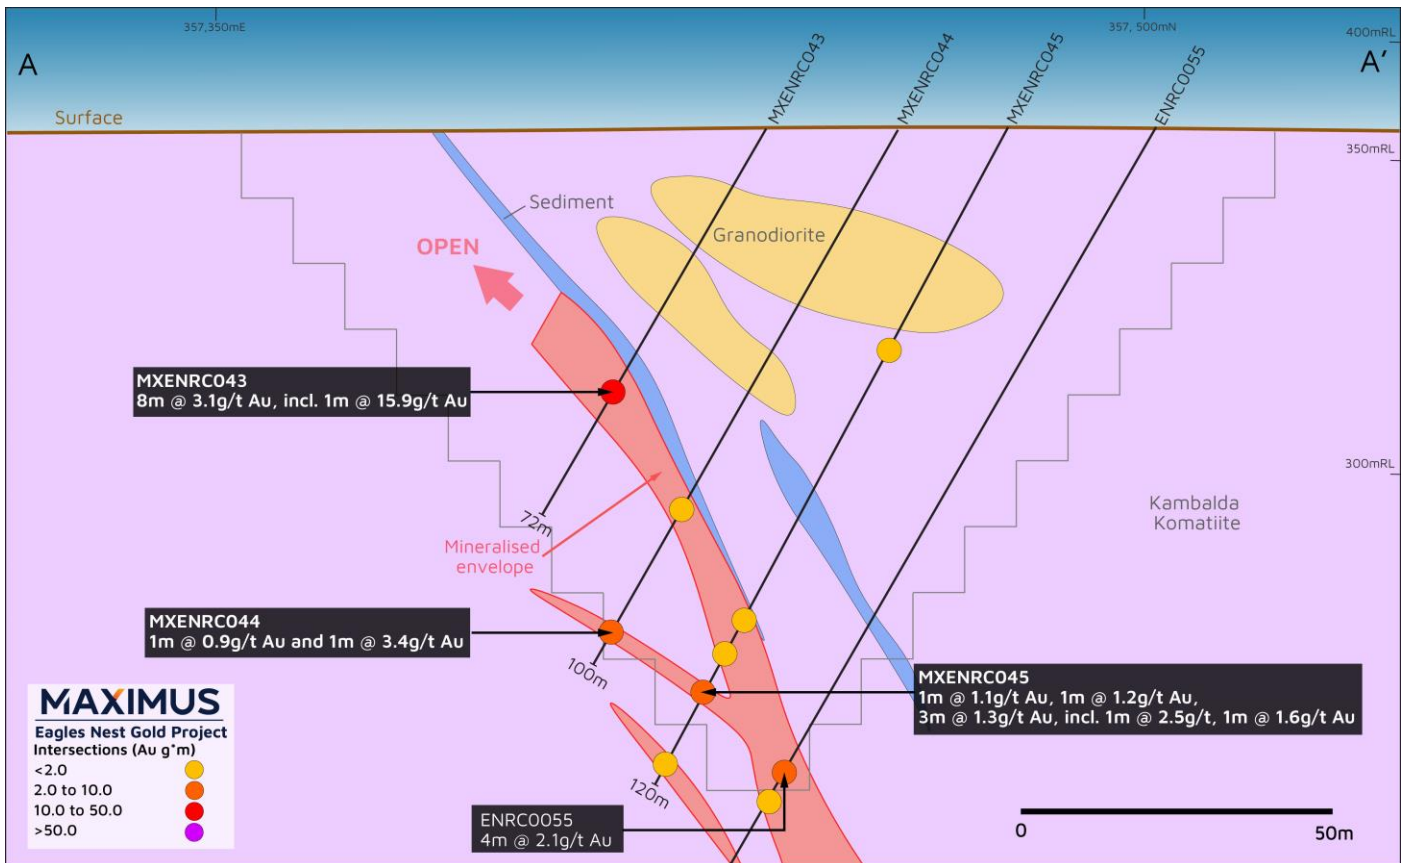 357,350mE
357, 500mN
400mRL
A
A'
MXENRC043
MXENRC044
MXENRC045
ENRC0055
Surface
350mRL
Sediment
Granodiorite
OPEN
MXENRC043
8m @ 3.1g/t Au, incl. 1m @ 15.9g/t Au
300mRL
Kambalda
Komatiite
72m
Mineralised
envelope
MXENRC044
1m @ 0.9g/t Au and 1m @ 3.4g/t Au
100m
MXENRC045
1m @ 1.1g/t Au, 1m @ 1.2g/t Au,
3m @ 1.3g/t Au, incl. 1m @ 2.5g/t, 1m @ 1.6g/t Au
MAXIMUS
Eagles Nest Gold Project
Intersections (Au g*m)
<2.0
2.0 to 10.0
10.0 to 50.0
>50.0
120m
ENRC0055
4m @ 2.1g/t Au
0
50m